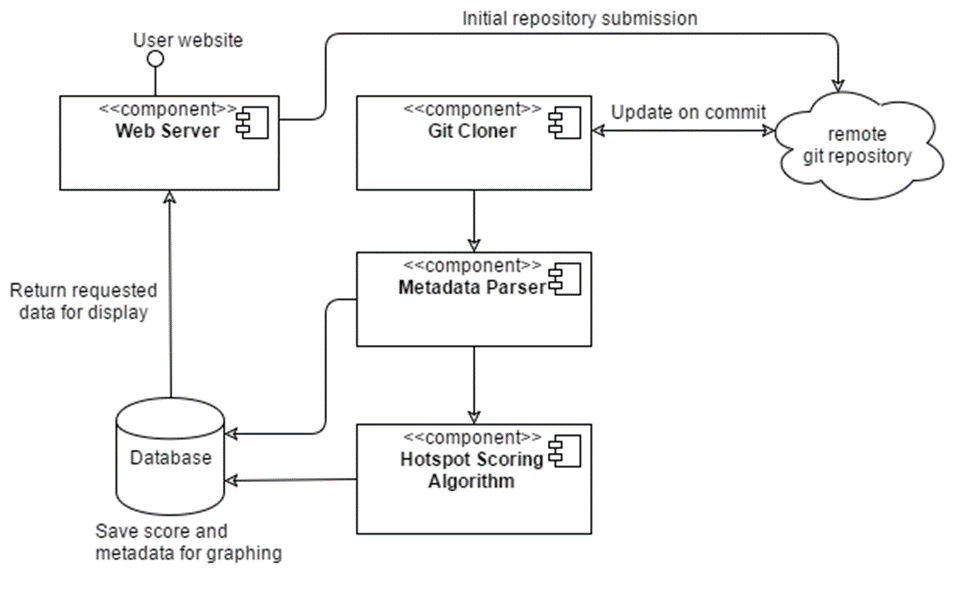 Initial repository submission
User website
<<component>>
Web Server
<<component>>
Git Cloner
Update on commit
remote
git repository
<<component>>
Metadata Parser
Return requested
data for display
<<component>>
Hotspot Scoring
Algorithm
Database
Save score and
metadata for graphing